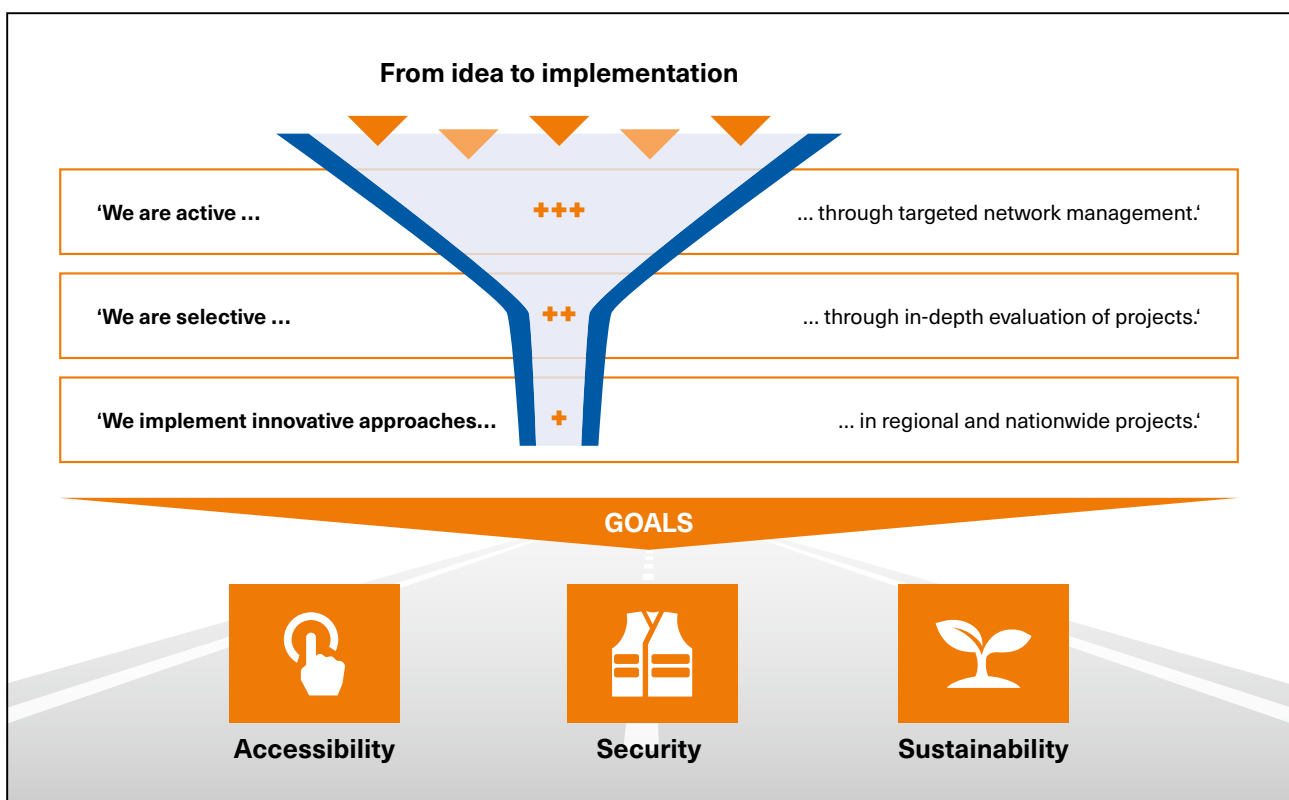 From idea to implementation
‘We are active ... +++ ... through targeted network management.‘
‘We are selective ... ++ ... through in-depth evaluation of projects.‘
‘We implement innovative approaches... + ... in regional and nationwide projects.‘
GOALS
Accessibility Security Sustainability